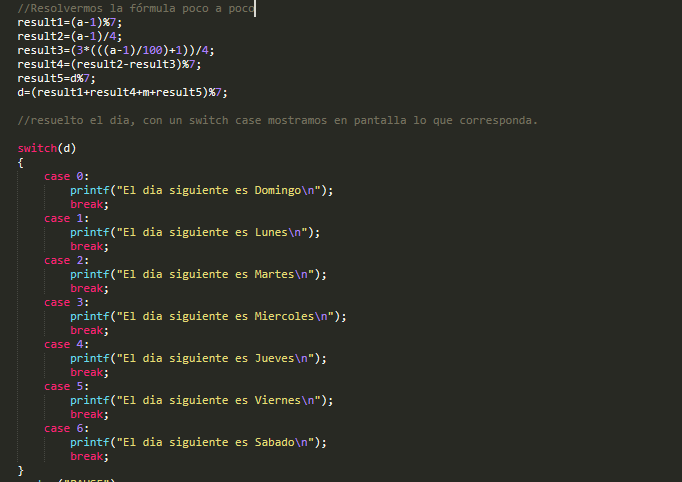 //Resolvermos la fórmula poco a poco
result1=(a-1)%7;
result2=(a-1)/4;
result3=(3*(((a-1)/100)+1))/4;
result4=(result2-result3)%7;
result5=d%7;
d=(result1+result4+m+result5)%7;
//resuelto el dia, con un switch case mostramos en pantalla lo que corresponda.
switch(d)
{
case 0:
printf("El dia siguiente es Domingo\n");
break;
case 1:
printf("El dia siguiente es Lunes\n");
break;
case 2:
printf("El dia siguiente es Martes\n");
break;
case 3:
printf("El dia siguiente es Miercoles\n");
break;
case 4:
printf("El dia siguiente es Jueves\n");
break;
case 5:
printf("El dia siguiente es Viernes\n");
break;
case 6:
printf("El dia siguiente es Sabado\n");
break;
}